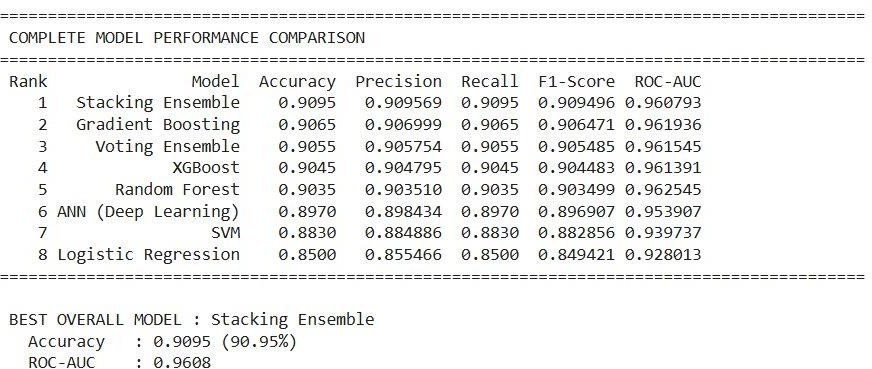 ==========================================================================================
COMPLETE MODEL PERFORMANCE COMPARISON
==========================================================================================
Rank Model Accuracy Precision Recall F1-Score ROC-AUC
1 Stacking Ensemble 0.9095 0.909569 0.9095 0.909496 0.960793
2 Gradient Boosting 0.9065 0.906999 0.9065 0.906471 0.961936
3 Voting Ensemble 0.9055 0.905754 0.9055 0.905485 0.961545
4 XGBoost 0.9045 0.904795 0.9045 0.904483 0.961391
5 Random Forest 0.9035 0.903510 0.9035 0.903499 0.962545
6 ANN (Deep Learning) 0.8970 0.898434 0.8970 0.896907 0.953907
7 SVM 0.8830 0.884886 0.8830 0.882856 0.939737
8 Logistic Regression 0.8500 0.855466 0.8500 0.849421 0.928013
==========================================================================================
BEST OVERALL MODEL : Stacking Ensemble
Accuracy : 0.9095 (90.95%)
ROC-AUC : 0.9608